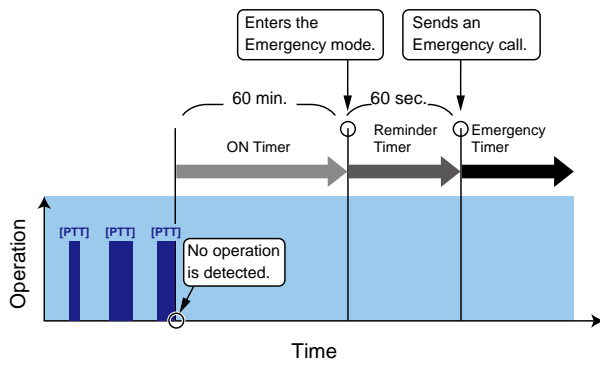 Enters the
Emergency mode.
Sends an
Emergency call.
60 min.
60 sec.
ON Timer
Reminder
Timer
Emergency
Timer
[PTT]
[PTT]
[PTT]
No operation
is detected.
Operation
Time